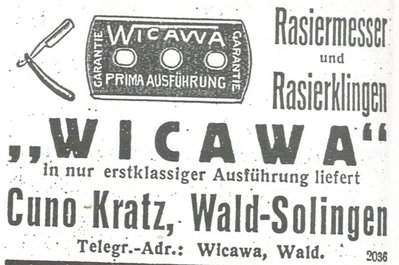 WICAWA
GARANTIE
GARANTIE
PRIMA AUSFÜHRUNG
Rasiermesser
und
Rasierklingen
„WICAWA“
in nur erstklassiger Ausführung liefert
Cuno Kratz, Wald-Solingen
Telegr.-Adr.: Wicawa, Wald.
2036